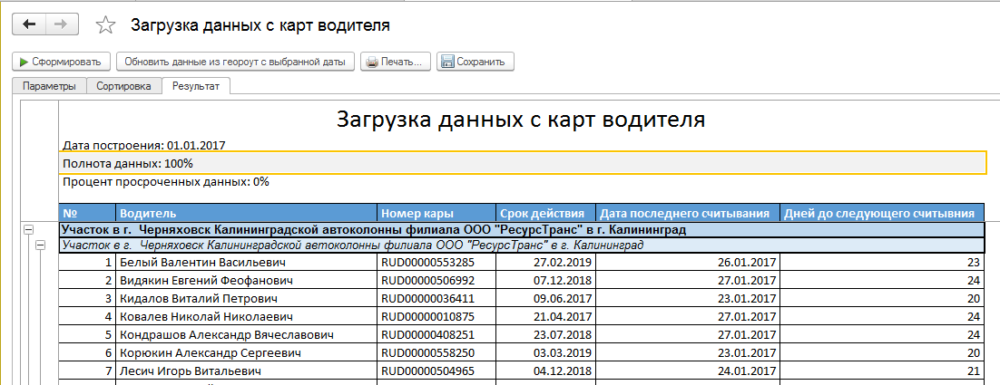 Загрузка данных с карт водителя
Сформировать Обновить данные из геороут с выбранной даты Печать... Сохранить
Параметры Сортировка Результат
Загрузка данных с карт водителя
Дата построения: 01.01.2017
Полнота данных: 100%
Процент просроченных данных: 0%
№ Водитель Номер кары Срок действия Дата последнего считывания Дней до следующего считывния
Участок в г. Черняховск Калининградской автоколонны филиала ООО "РесурсТранс" в г. Калининград
Участок в г. Черняховск Калининградской автоколонны филиала ООО "РесурсТранс" в г. Калининград
1 Белый Валентин Васильевич RUD00000553285 27.02.2019 26.01.2017 23
2 Видякин Евгений Феофанович RUD00000506992 07.12.2018 27.01.2017 24
3 Кидалов Виталий Петрович RUD00000036411 09.06.2017 23.01.2017 20
4 Ковалев Николай Николаевич RUD00000010875 21.04.2017 27.01.2017 24
5 Кондрашов Александр Вячеславович RUD00000408251 23.07.2018 27.01.2017 24
6 Корюкин Александр Сергеевич RUD00000558250 03.03.2019 23.01.2017 20
7 Лесич Игорь Витальевич RUD00000504965 04.12.2018 24.01.2017 21